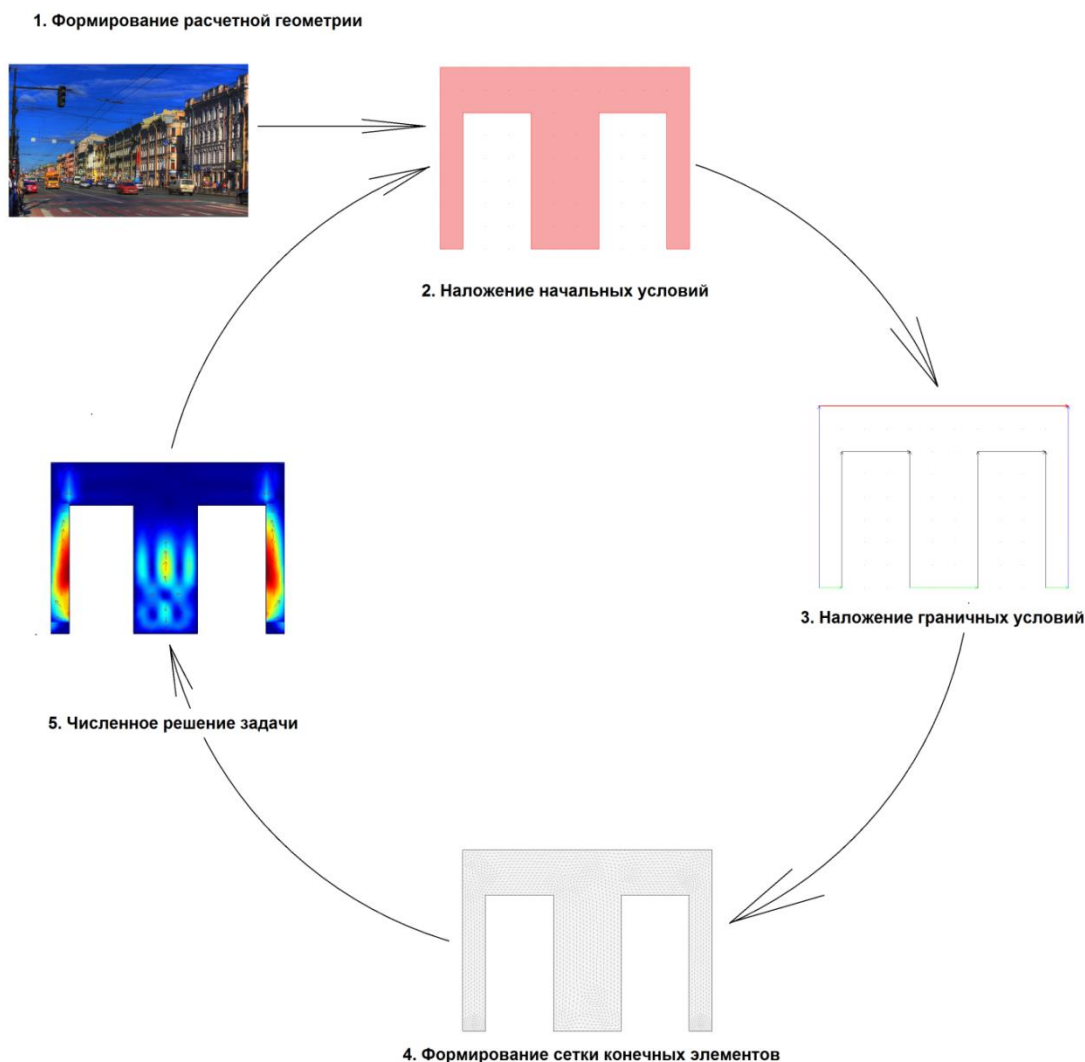 1. Формирование расчетной геометрии
2. Наложение начальных условий
3. Наложение граничных условий
4. Формирование сетки конечных элементов
5. Численное решение задачи